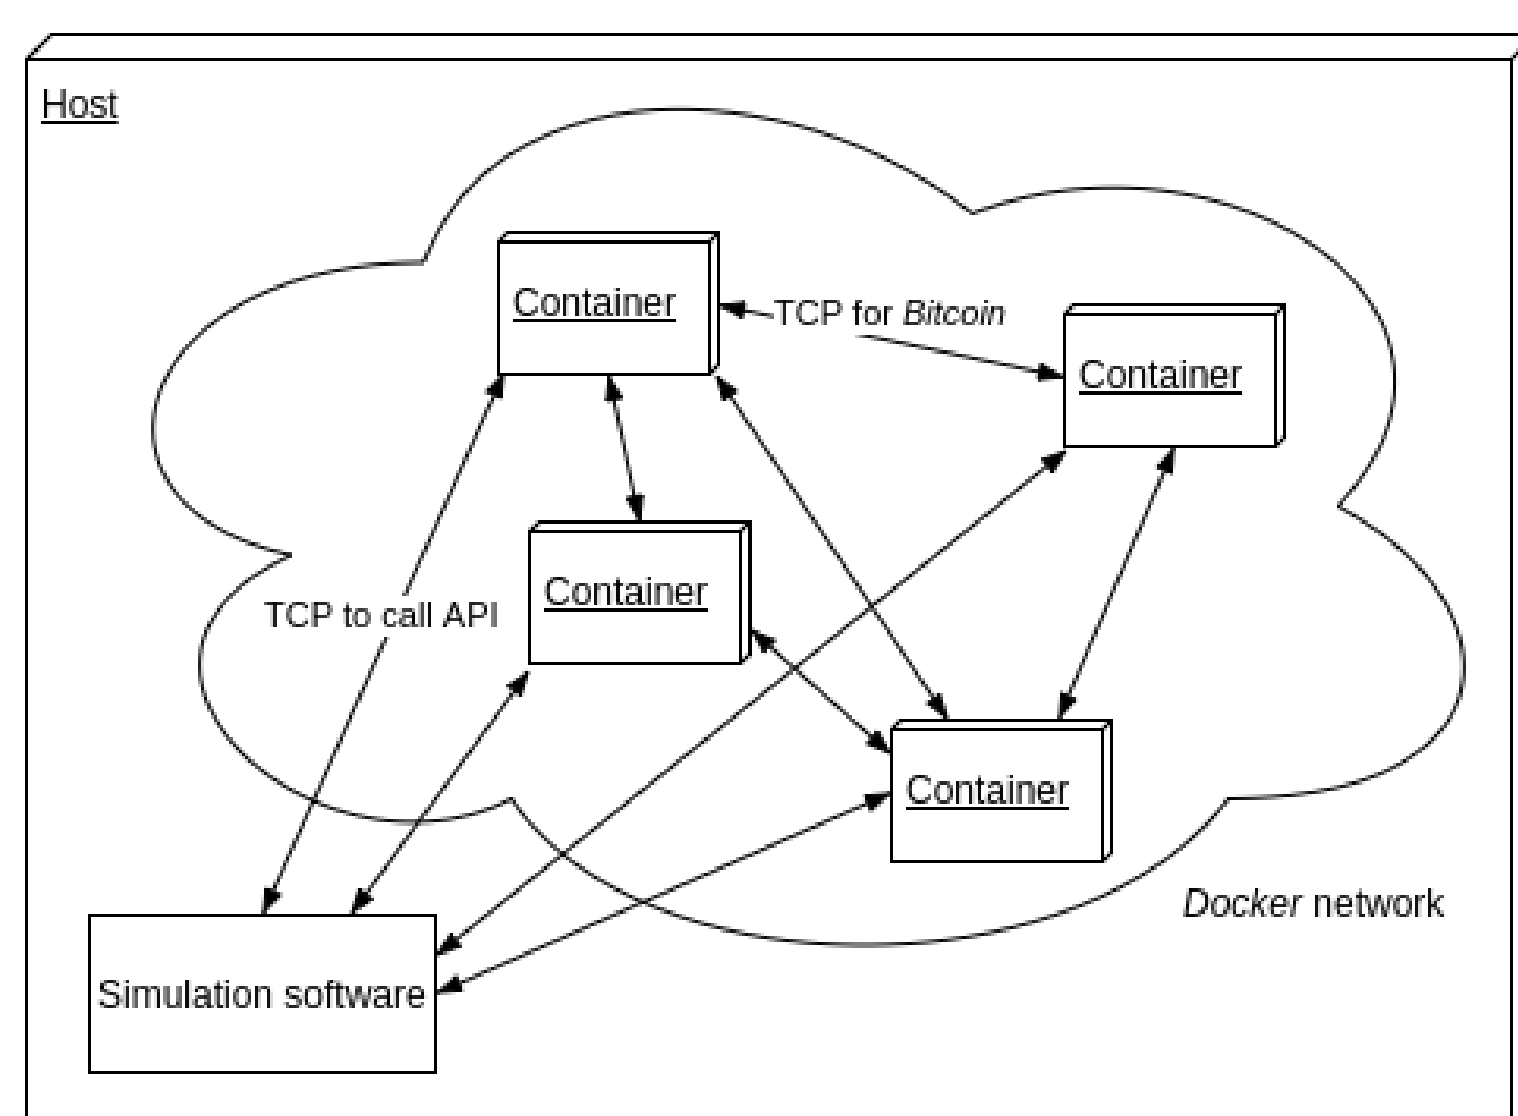 Host
Container
TCP for Bitcoin
Container
Container
TCP to call API
Container
Docker network
Simulation software